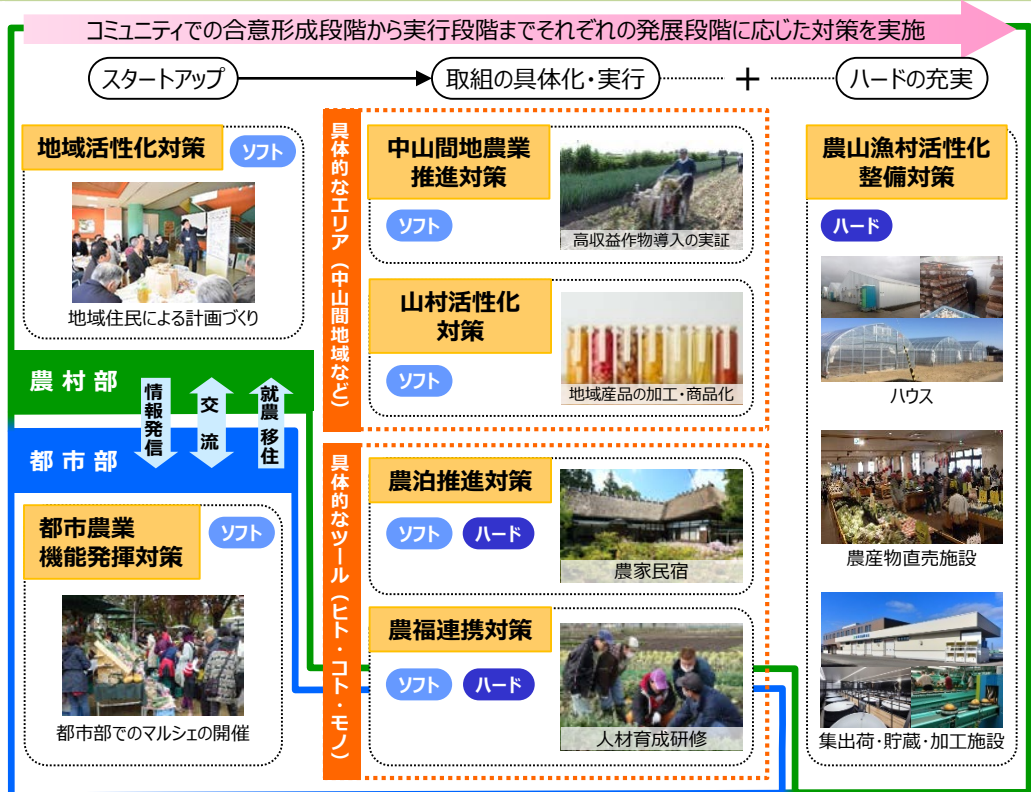 コミュニティでの合意形成段階から実行段階までそれぞれの発展段階に応じた対策を実施
スタートアップ
取組の具体化・実行
＋
ハードの充実
地域活性化対策
ソフト
地域住民による計画づくり
農村部
情報発信
交流
就農 移住
都市部
都市農業
機能発揮対策
ソフト
都市部でのマルシェの開催
具体的なエリア（中山間地域など）
中山間地農業
推進対策
ソフト
高収益作物導入の実証
山村活性化
対策
ソフト
地域産品の加工・商品化
具体的なツール（ヒト・コト・モノ）
農泊推進対策
ソフト
ハード
農家民宿
農福連携対策
ソフト
ハード
人材育成研修
農山漁村活性化
整備対策
ハード
ハウス
農産物直売施設
集出荷・貯蔵・加工施設